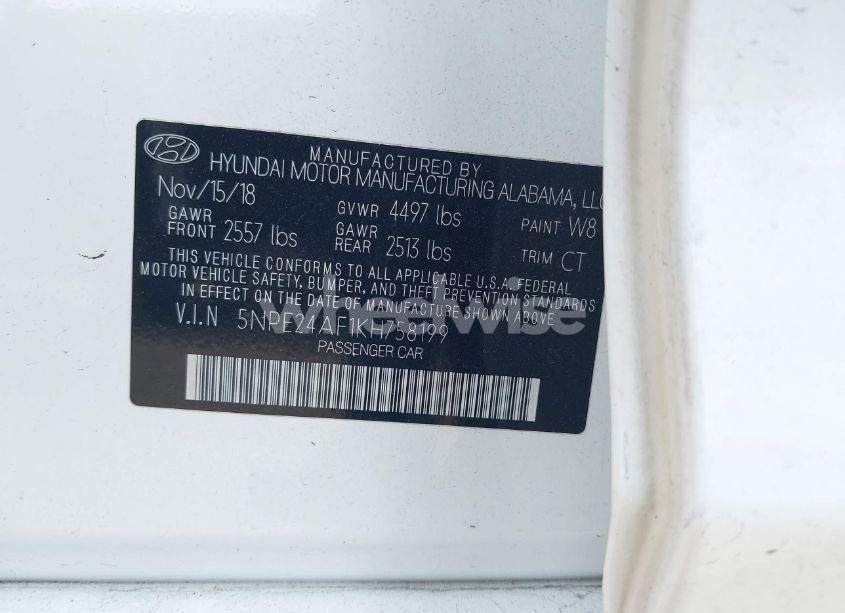 MANUFACTURED BY
HYUNDAI MOTOR MANUFACTURING ALABAMA, LLC
Nov/15/18 GVWR 4497 lbs PAINT W8
GAWR FRONT 2557 lbs GAWR REAR 2513 lbs TRIM CT
THIS VEHICLE CONFORMS TO ALL APPLICABLE U.S.A. FEDERAL
MOTOR VEHICLE SAFETY, BUMPER, AND THEFT PREVENTION STANDARDS
IN EFFECT ON THE DATE OF MANUFACTURE SHOWN ABOVE
V.I.N 5NPE24AF1KH758199
PASSENGER CAR
wheelwise